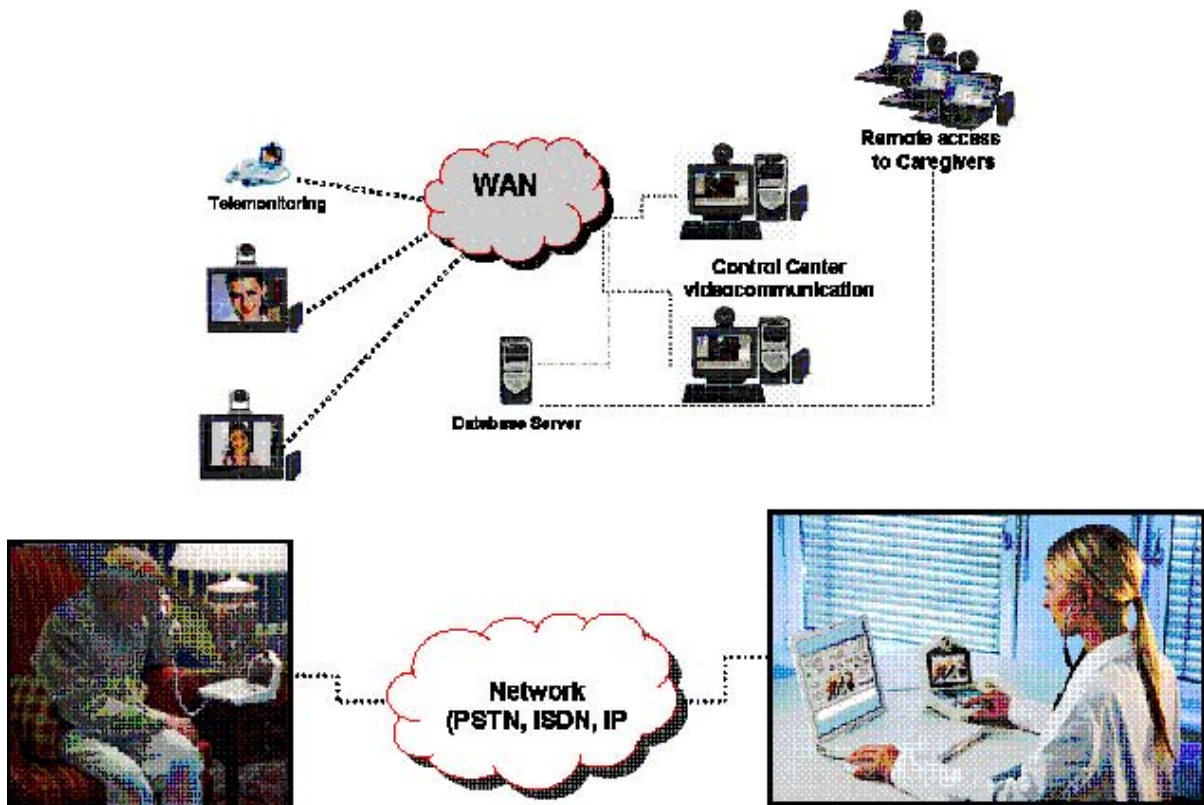 Remote access
to Caregivers
WAN
Telemonitoring
Control Center
videocommunication
Database Server
Network
(PSTN, ISDN, IP